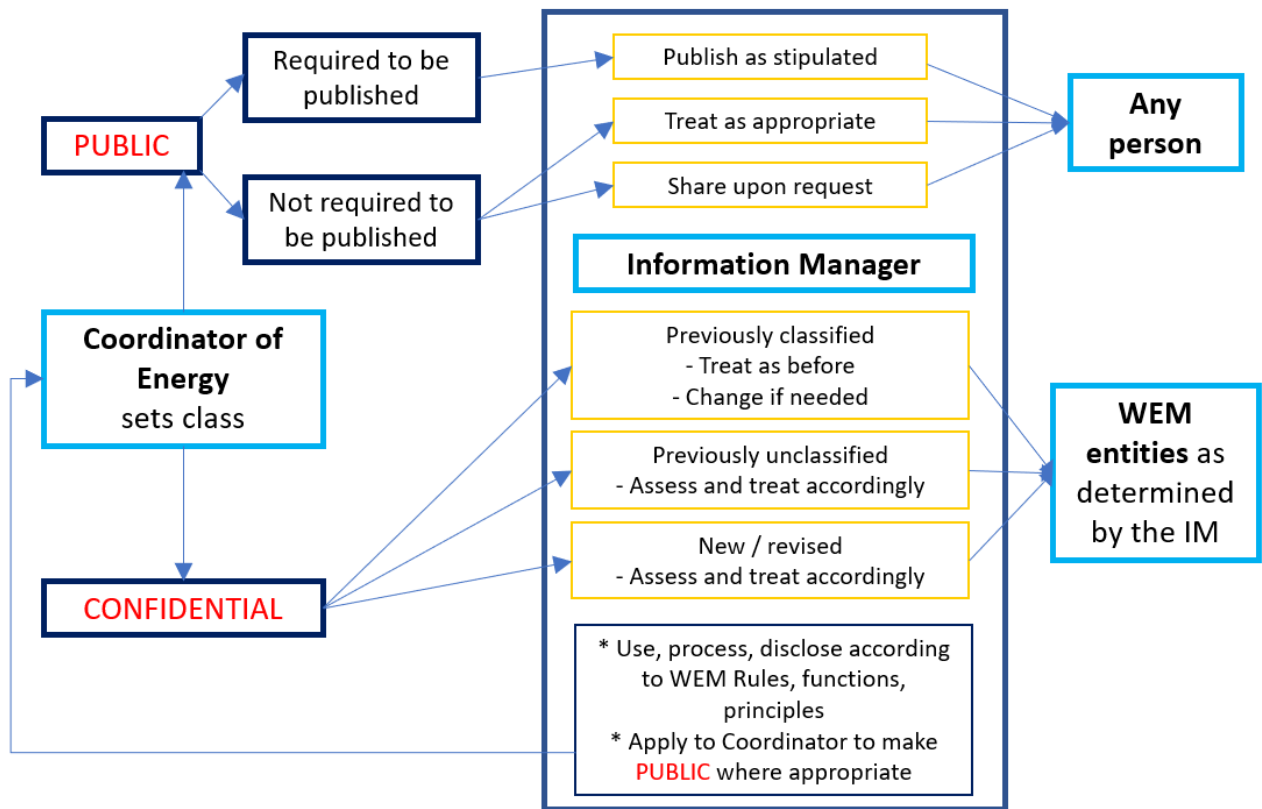 Required to be
published
PUBLIC
Not required to
be published
Coordinator of
Energy
sets class
CONFIDENTIAL
Publish as stipulated
Treat as appropriate
Share upon request
Information Manager
Previously classified
- Treat as before
- Change if needed
Previously unclassified
- Assess and treat accordingly
New / revised
- Assess and treat accordingly
* Use, process, disclose according
to WEM Rules, functions,
principles
* Apply to Coordinator to make
PUBLIC where appropriate
Any
person
WEM
entities as
determined
by the IM